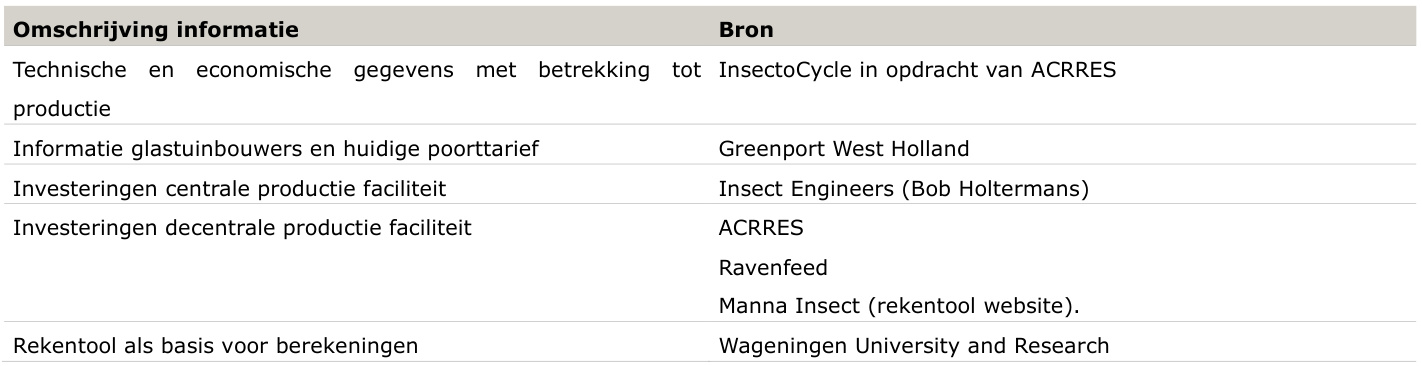 Omschrijving informatie Bron
Technische en economische gegevens met betrekking tot InsectoCycle in opdracht van ACRRES
productie
Informatie glastuinbouwers en huidige poorttarief Greenport West Holland
Investeringen centrale productie faciliteit Insect Engineers (Bob Holtermans)
Investeringen decentrale productie faciliteit ACRRES
Ravenfeed
Manna Insect (rekentool website).
Rekentool als basis voor berekeningen Wageningen University and Research